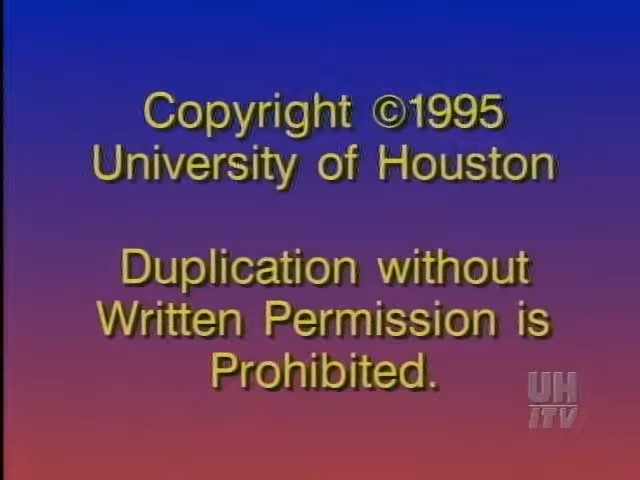 Copyright ©1995
University of Houston
Duplication without
Written Permission is
Prohibited.
UH
ITV